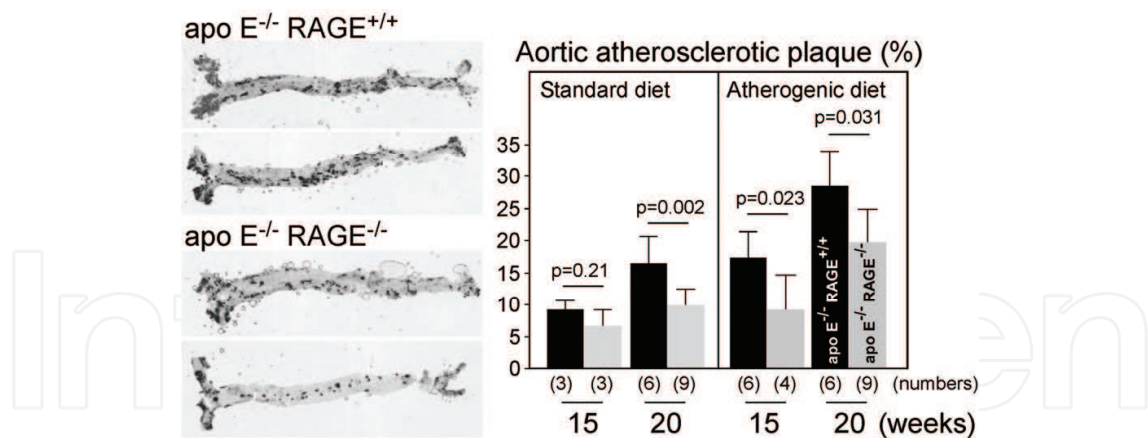 apo E-/- RAGE+/+
apo E-/- RAGE-/-
Aortic atherosclerotic plaque (%)
Standard diet
Atherogenic diet
35
30
25
20
15
10
5
0
p=0.21
p=0.002
p=0.023
p=0.031
apo E-/- RAGE+/+
apo E-/- RAGE-/-
(3) (3) (6) (9) (6) (4) (6) (9) (numbers)
15 20 15 20 (weeks)